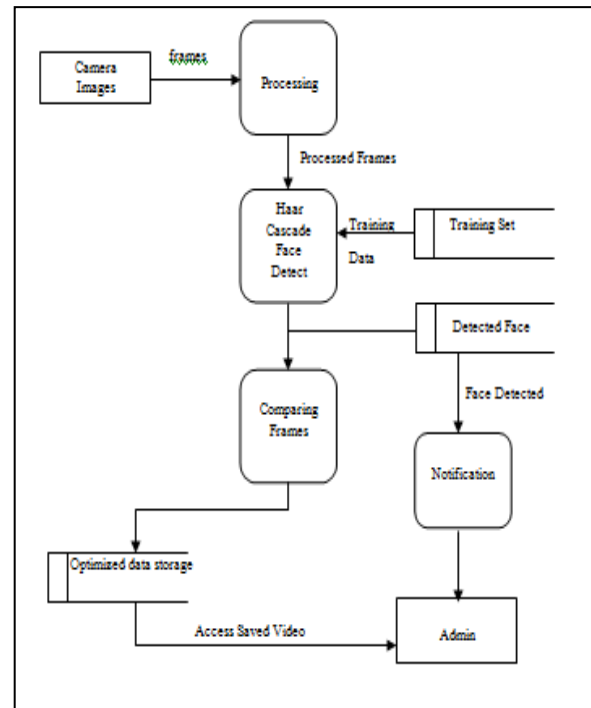 frames
Camera
Images
Processing
Processed Frames
Haar
Cascade
Face
Detect
Training
Data
Training Set
Detected Face
Face Detected
Comparing
Frames
Notification
Optimized data storage
Access Saved Video
Admin